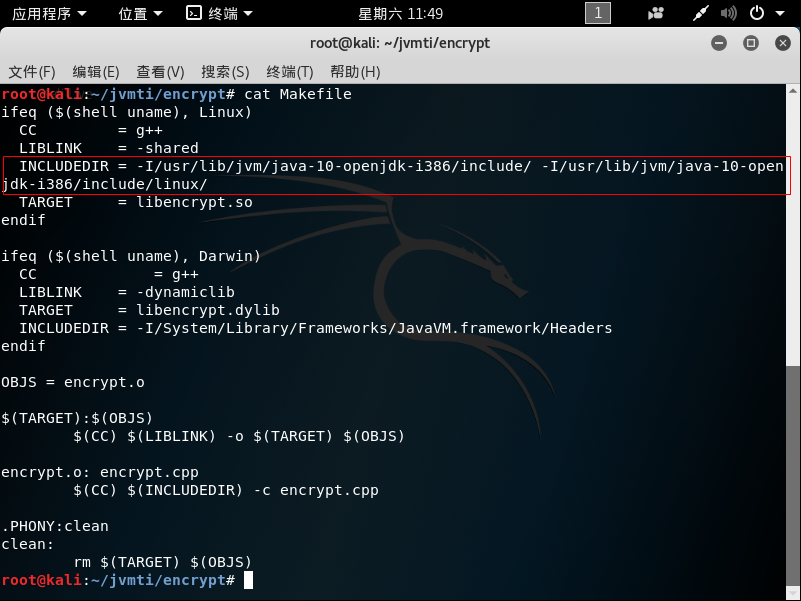 应用程序 位置 终端 星期六 11:49 1
root@kali: ~/jvmti/encrypt
文件(F) 编辑(E) 查看(V) 搜索(S) 终端(T) 帮助(H)
root@kali:~/jvmti/encrypt# cat Makefile
ifeq ($(shell uname), Linux)
  CC         = g++
  LIBLINK    = -shared
  INCLUDEDIR = -I/usr/lib/jvm/java-10-openjdk-i386/include/ -I/usr/lib/jvm/java-10-open
jdk-i386/include/linux/
  TARGET     = libencrypt.so
endif
ifeq ($(shell uname), Darwin)
  CC             = g++
  LIBLINK    = -dynamiclib
  TARGET     = libencrypt.dylib
  INCLUDEDIR = -I/System/Library/Frameworks/JavaVM.framework/Headers
endif
OBJS = encrypt.o
$(TARGET):$(OBJS)
        $(CC) $(LIBLINK) -o $(TARGET) $(OBJS)
encrypt.o: encrypt.cpp
        $(CC) $(INCLUDEDIR) -c encrypt.cpp
.PHONY:clean
clean:
        rm $(TARGET) $(OBJS)
root@kali:~/jvmti/encrypt#